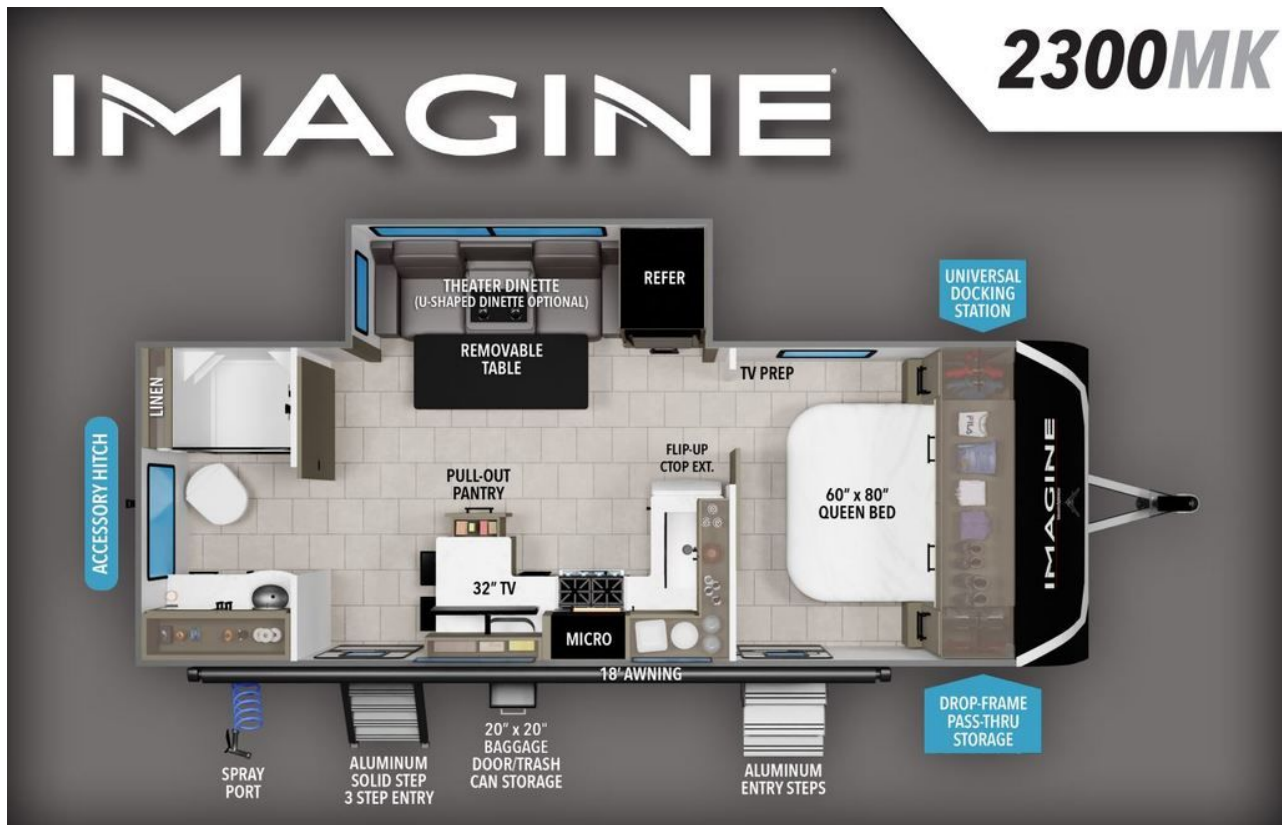 2300MK
IMAGINE
UNIVERSAL
DOCKING
STATION
THEATER DINETTE
(U-SHAPED DINETTE OPTIONAL)
REFER
REMOVABLE
TABLE
TV PREP
LINEN
ACCESSORY HITCH
FLIP-UP
CTOP EXT.
PULL-OUT
PANTRY
60" x 80"
QUEEN BED
FILA
IMAGINE
32" TV
MICRO
18' AWNING
DROP-FRAME
PASS-THRU
STORAGE
SPRAY
PORT
ALUMINUM
SOLID STEP
3 STEP ENTRY
20" x 20"
BAGGAGE
DOOR/TRASH
CAN STORAGE
ALUMINUM
ENTRY STEPS